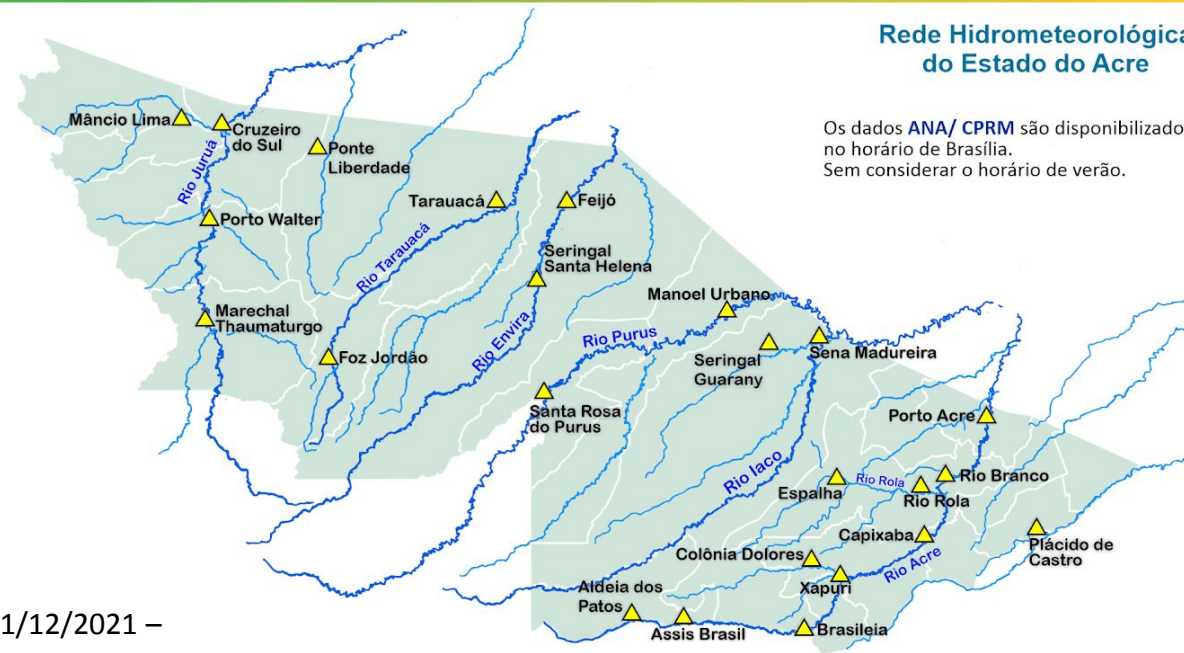 Rede Hidrometeorológica
do Estado do Acre
Os dados ANA/ CPRM são disponibilizado
no horário de Brasília.
Sem considerar o horário de verão.
Mâncio Lima
Cruzeiro
do Sul
Ponte
Liberdade
Rio Juruá
Tarauacá
Feijó
Porto Walter
Rio Tarauacá
Seringal
Santa Helena
Manoel Urbano
Marechal
Thaumaturgo
Rio Envira
Rio Purus
Foz Jordão
Seringal
Guarany
Sena Madureira
Santa Rosa
do Purus
Porto Acre
Rio Iaco
Espalha
Rio Rola
Rio Branco
Rio Rola
Capixaba
Plácido de
Castro
Colônia Dolores
Rio Acre
Xapuri
Aldeia dos
Patos
Assis Brasil
Brasileia
1/12/2021 –